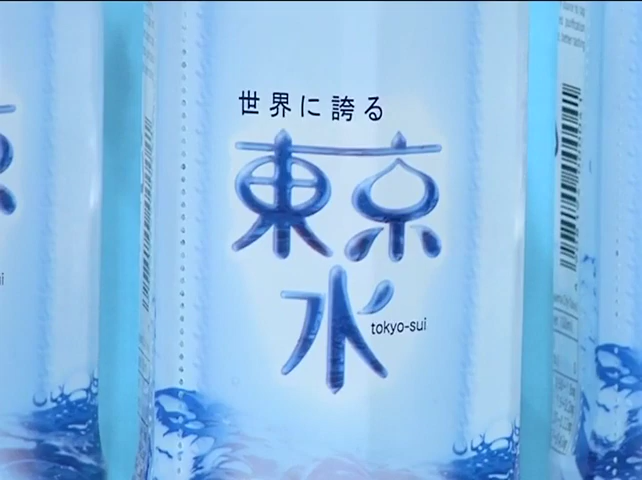 世界に誇る
東京
水
tokyo-sui